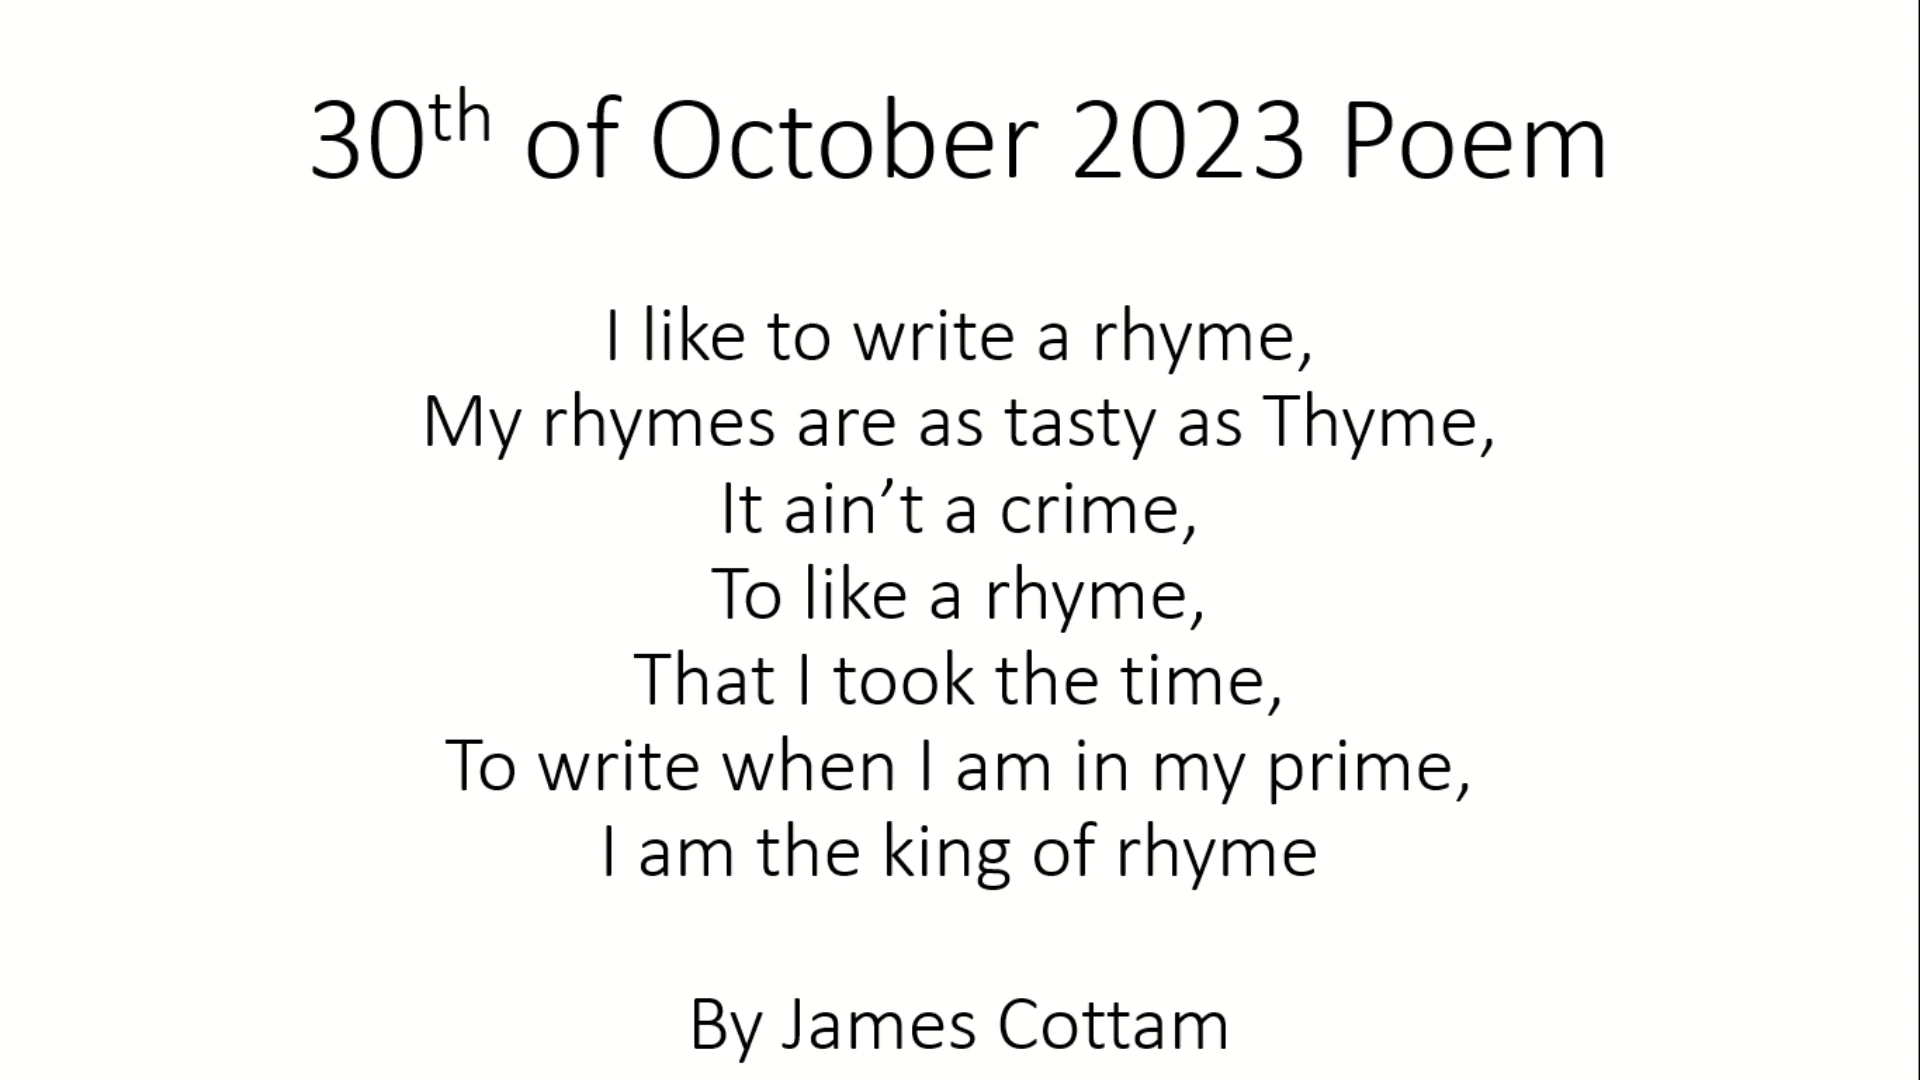 30th of October 2023 Poem
I like to write a rhyme,
My rhymes are as tasty as Thyme,
It ain’t a crime,
To like a rhyme,
That I took the time,
To write when I am in my prime,
I am the king of rhyme
By James Cottam